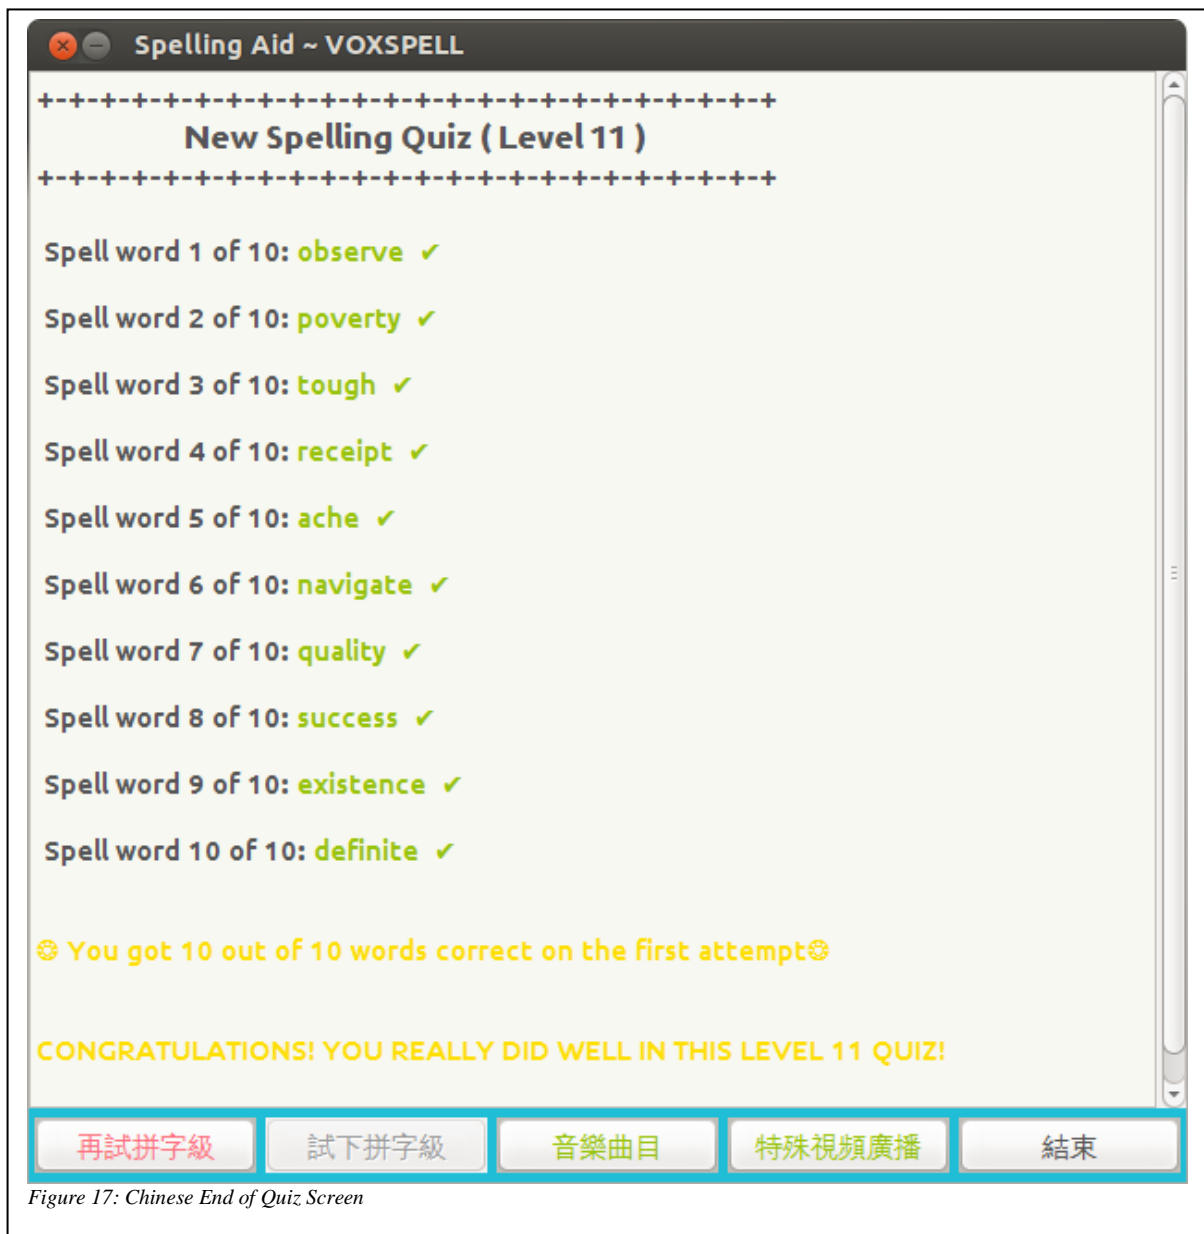 Spelling Aid ~ VOXSPELL
+-+-+-+-+-+-+-+-+-+-+-+-+-+-+-+-+-+-+-+-+-+-+-+
New Spelling Quiz ( Level 11 )
+-+-+-+-+-+-+-+-+-+-+-+-+-+-+-+-+-+-+-+-+-+-+-+
Spell word 1 of 10: observe ✔
Spell word 2 of 10: poverty ✔
Spell word 3 of 10: tough ✔
Spell word 4 of 10: receipt ✔
Spell word 5 of 10: ache ✔
Spell word 6 of 10: navigate ✔
Spell word 7 of 10: quality ✔
Spell word 8 of 10: success ✔
Spell word 9 of 10: existence ✔
Spell word 10 of 10: definite ✔
❂ You got 10 out of 10 words correct on the first attempt❂
CONGRATULATIONS! YOU REALLY DID WELL IN THIS LEVEL 11 QUIZ!
再試拼字級 試下拼字級 音樂曲目 特殊視頻廣播 結束
Figure 17: Chinese End of Quiz Screen